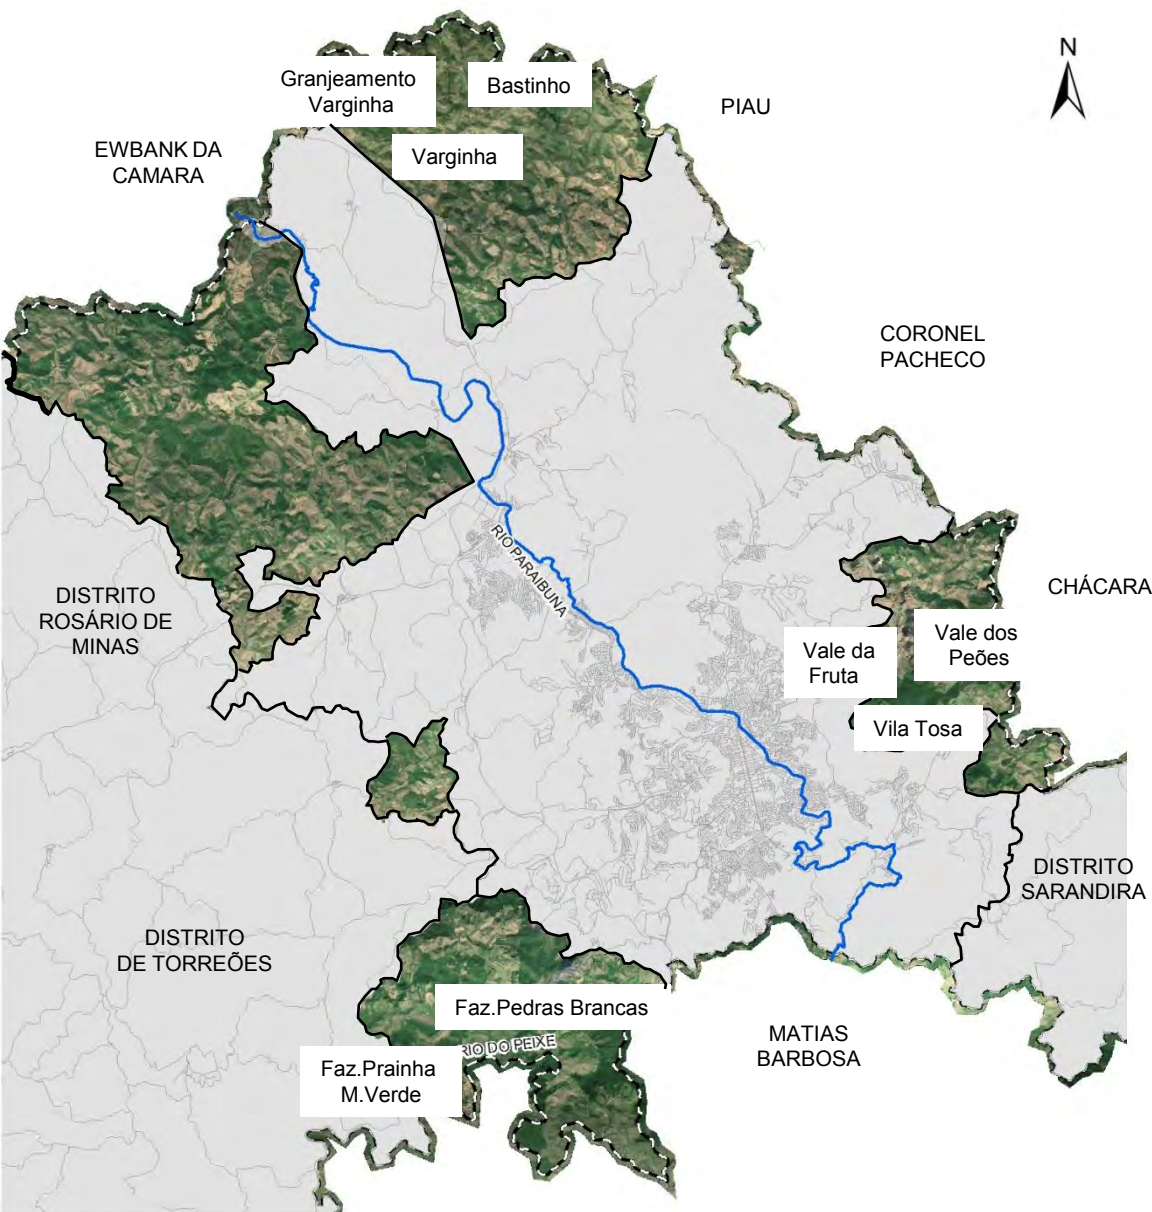 N
Granjeamento
Varginha
Bastinho
PIAU
EWBANK DA
CAMARA
Varginha
CORONEL
PACHECO
RIO PARAIBUNA
CHÁCARA
DISTRITO
ROSÁRIO DE
MINAS
Vale da
Fruta
Vale dos
Peões
Vila Tosa
DISTRITO
SARANDIRA
DISTRITO
DE TORREÕES
Faz.Pedras Brancas
MATIAS
BARBOSA
RIO DO PEIXE
Faz.Prainha
M.Verde